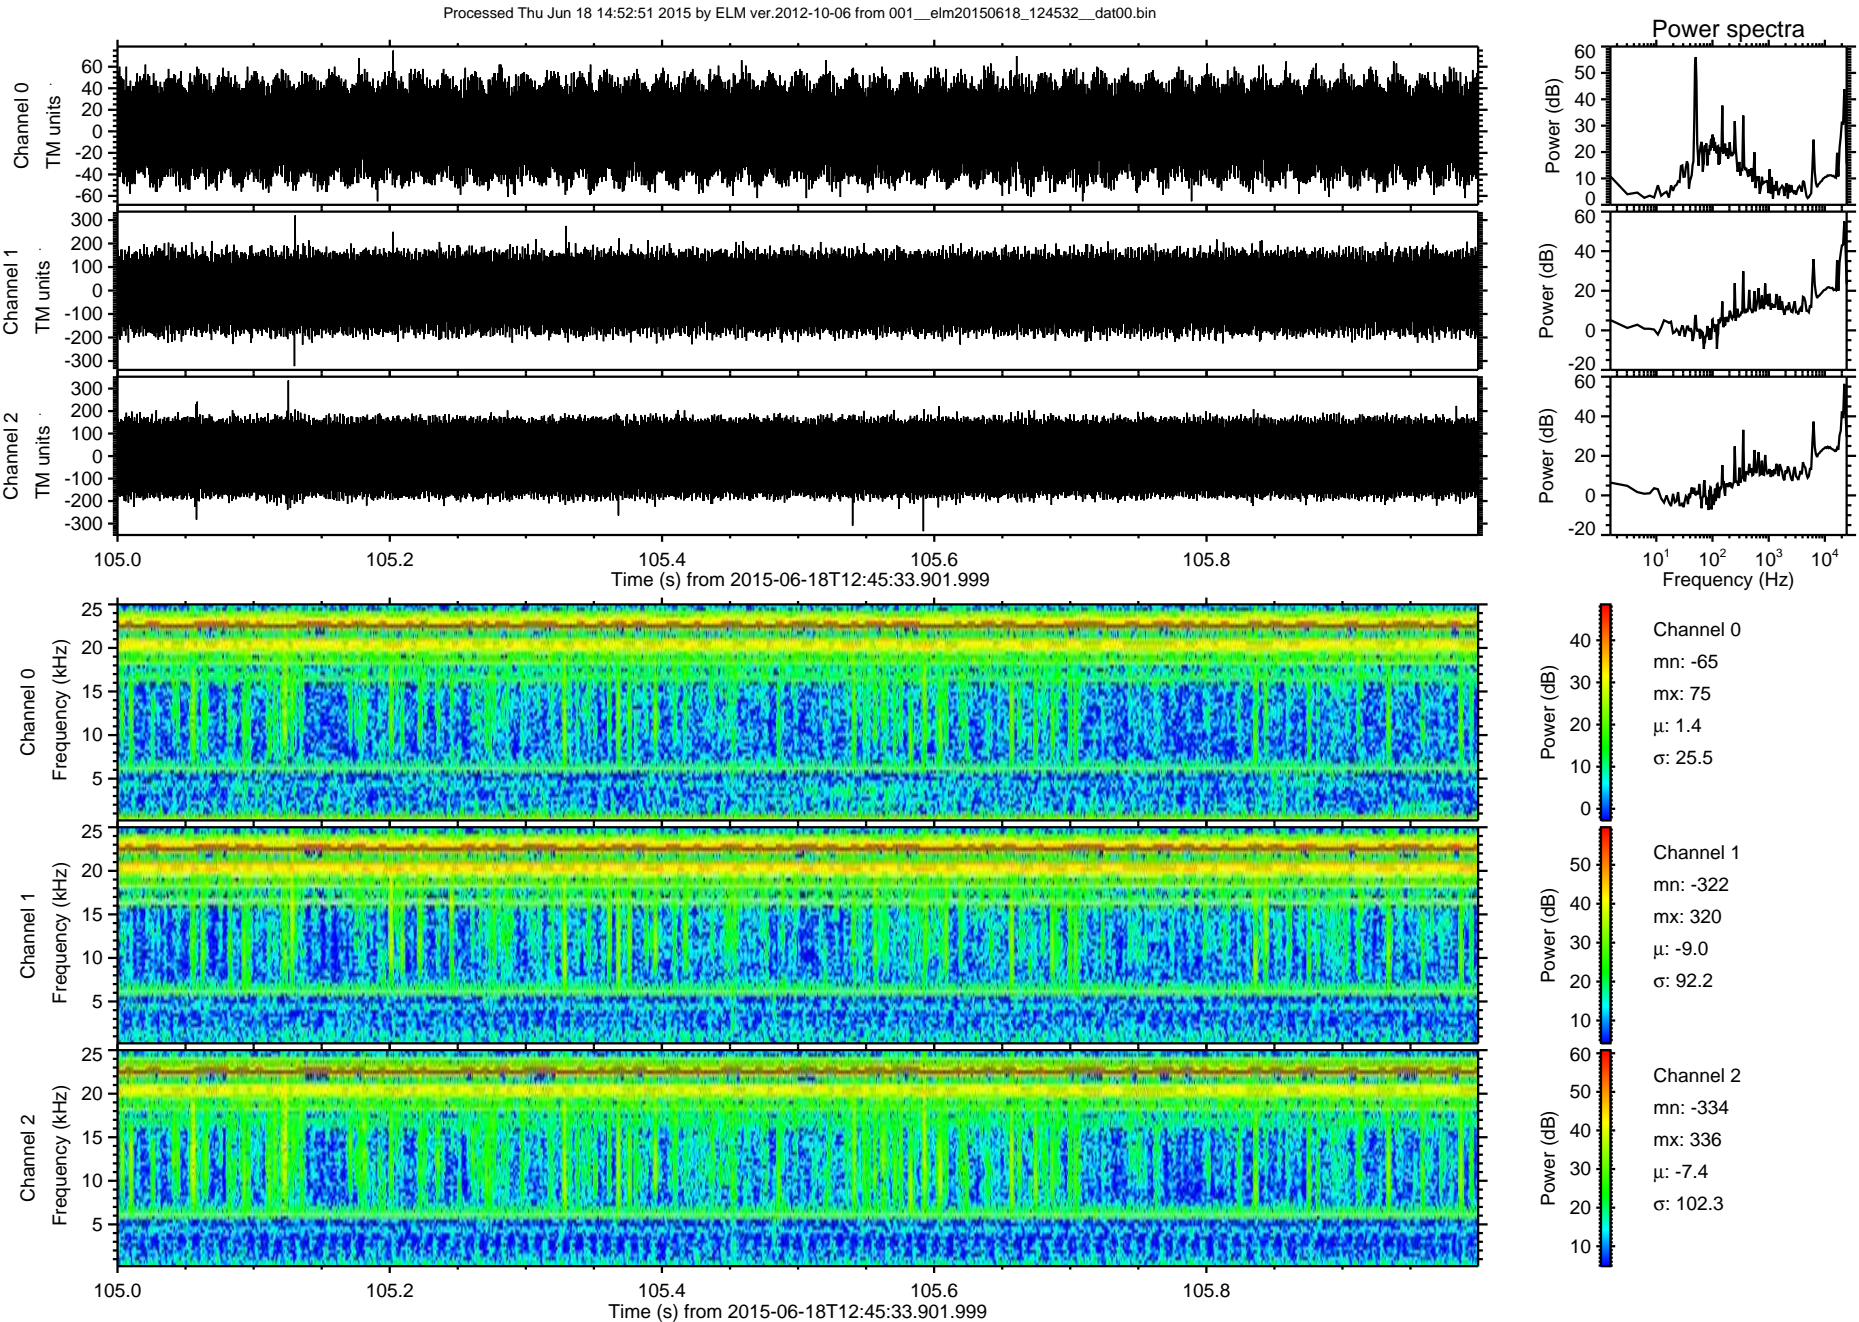 Processed Thu Jun 18 14:52:51 2015 by ELM ver.2012-10-06 from 001__elm20150618_124532__dat00.bin
Power spectra
Channel 0
TM units
60
40
20
0
-20
-40
-60
Power (dB)
60
50
40
30
20
10
0
Channel 1
TM units
300
200
100
0
-100
-200
-300
Power (dB)
60
40
20
0
-20
Channel 2
TM units
300
200
100
0
-100
-200
-300
Power (dB)
60
40
20
0
-20
105.0 105.2 105.4 105.6 105.8
Time (s) from 2015-06-18T12:45:33.901.999
10¹ 10² 10³ 10⁴
Frequency (Hz)
Channel 0
Frequency (kHz)
25
20
15
10
5
Power (dB)
40
30
20
10
0
Channel 0
mn: -65
mx: 75
μ: 1.4
σ: 25.5
Channel 1
Frequency (kHz)
25
20
15
10
5
Power (dB)
50
40
30
20
10
Channel 1
mn: -322
mx: 320
μ: -9.0
σ: 92.2
Channel 2
Frequency (kHz)
25
20
15
10
5
Power (dB)
60
50
40
30
20
10
Channel 2
mn: -334
mx: 336
μ: -7.4
σ: 102.3
105.0 105.2 105.4 105.6 105.8
Time (s) from 2015-06-18T12:45:33.901.999